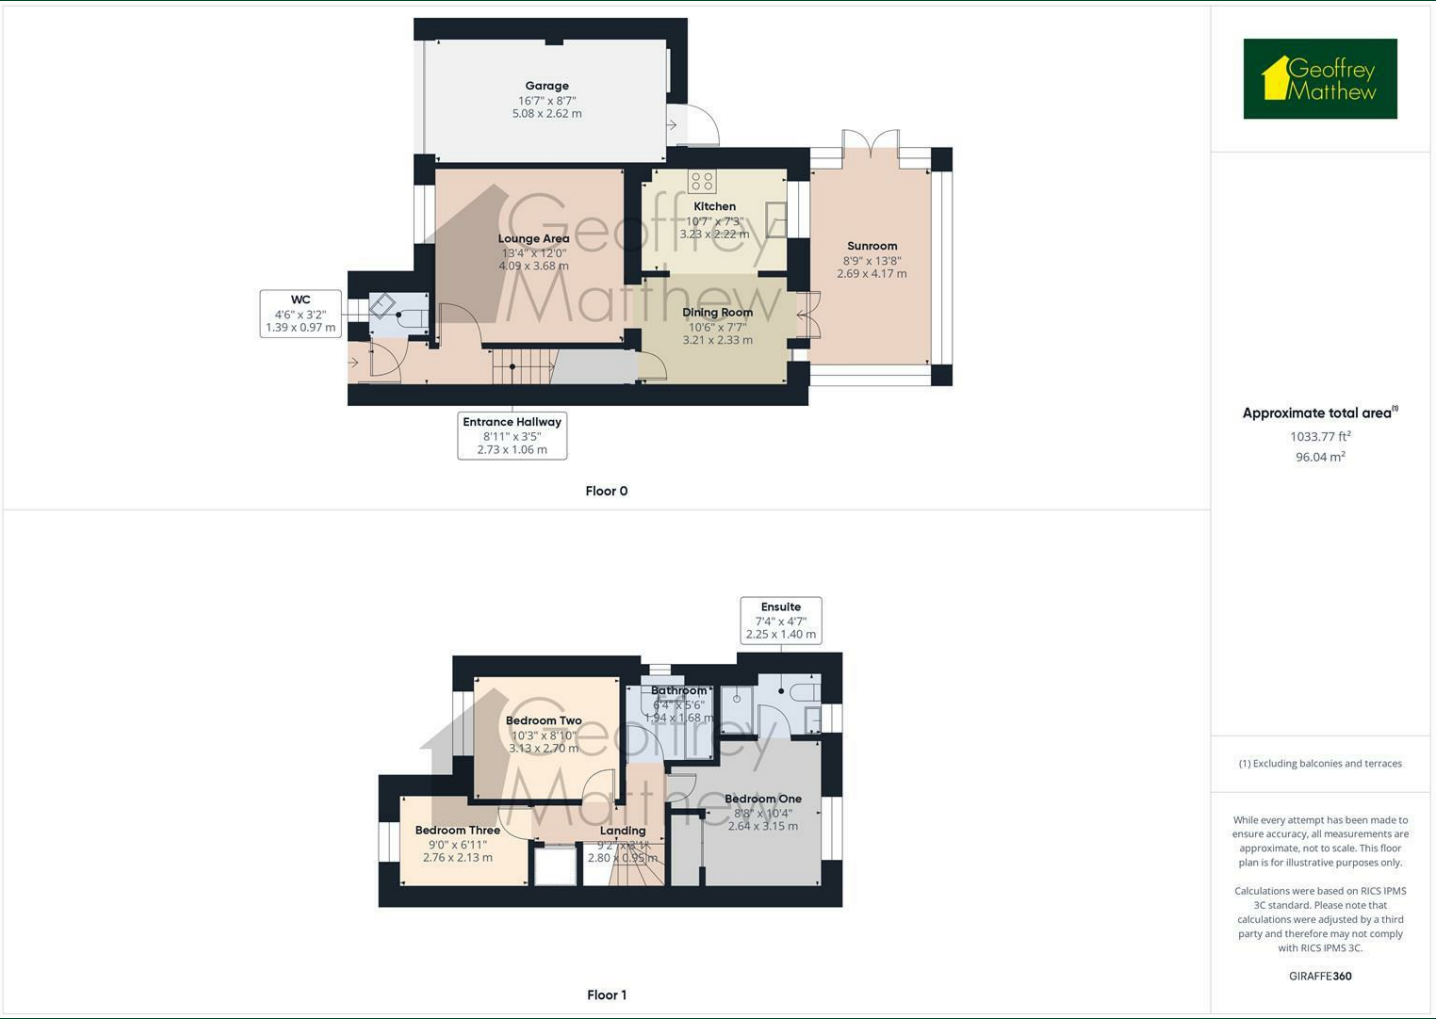 Garage
16'7" x 8'7"
5.08 x 2.62 m
Geoffrey
Matthew
Kitchen
10'7" x 7'3"
3.23 x 2.22 m
Lounge Area
13'4" x 12'0"
4.09 x 3.68 m
Geoffrey
Matthew
Sunroom
8'9" x 13'8"
2.69 x 4.17 m
WC
4'6" x 3'2"
1.39 x 0.97 m
Dining Room
10'6" x 7'7"
3.21 x 2.33 m
Entrance Hallway
8'11" x 3'5"
2.73 x 1.06 m
Floor 0
Approximate total area(1)
1033.77 ft²
96.04 m²
Ensuite
7'4" x 4'7"
2.25 x 1.40 m
Bathroom
6'4" x 5'6"
1.94 x 1.68 m
Bedroom Two
10'3" x 8'10"
3.13 x 2.70 m
Geoffrey
Matthew
Bedroom One
8'8" x 10'4"
2.64 x 3.15 m
Bedroom Three
9'0" x 6'11"
2.76 x 2.13 m
Landing
9'2" x 3'1"
2.80 x 0.95 m
Floor 1
(1) Excluding balconies and terraces
While every attempt has been made to
ensure accuracy, all measurements are
approximate, not to scale. This floor
plan is for illustrative purposes only.
Calculations were based on RICS IPMS
3C standard. Please note that
calculations were adjusted by a third
party and therefore may not comply
with RICS IPMS 3C.
GIRAFFE360